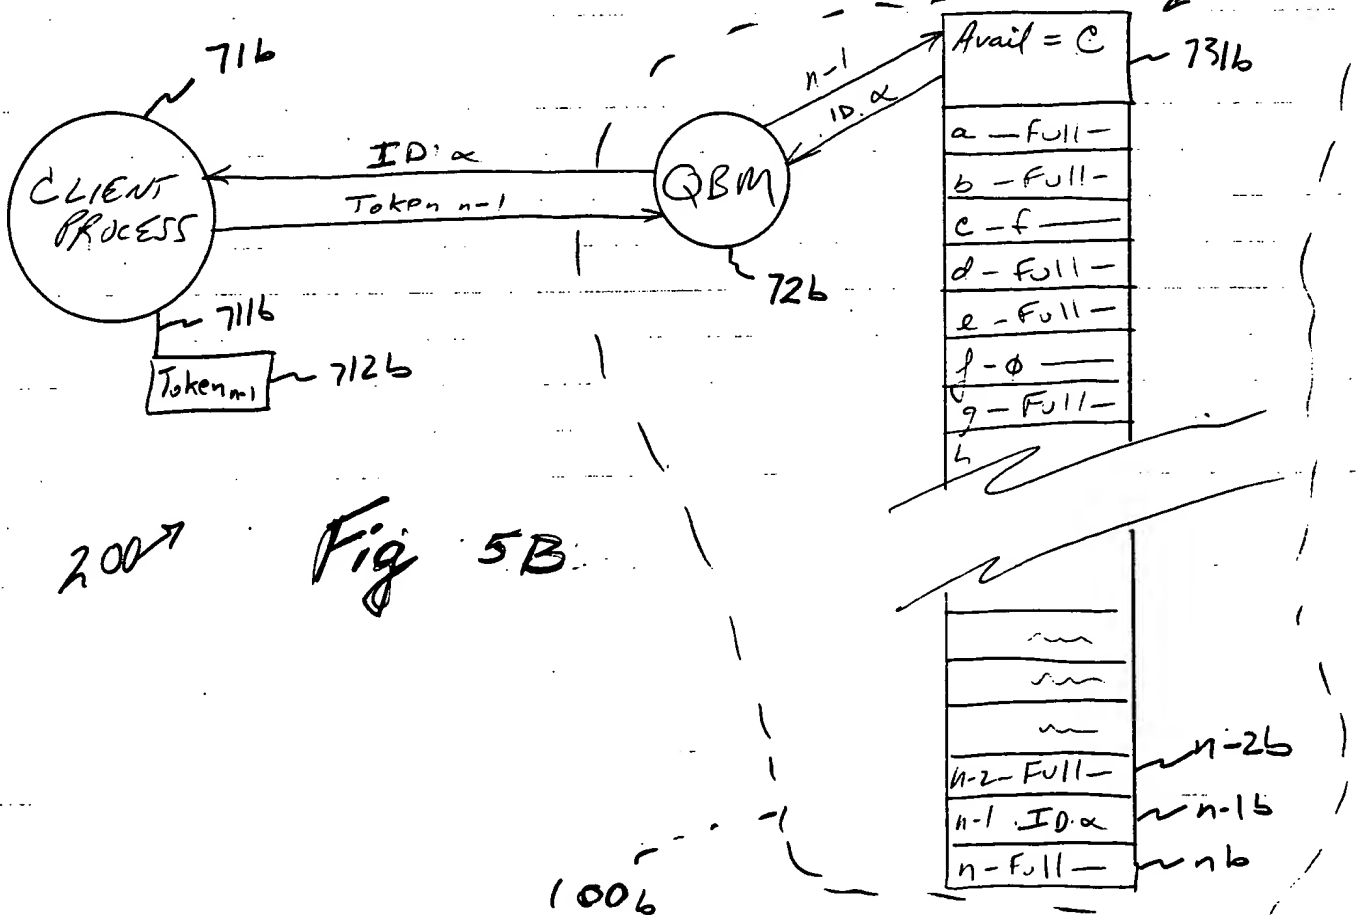 71b
Avail = C
731b
n-1
ID.α
a - Full -
b - Full -
c - f -
d - Full -
e - Full -
f - ϕ -
g - Full -
h
ID:α
CLIENT
PROCESS
Token n-1
QBM
72b
711b
Token n-1
712b
200
Fig 5B
n-2 - Full -
n-2b
n-1 . ID.α
n-1b
n - Full -
nb
100b